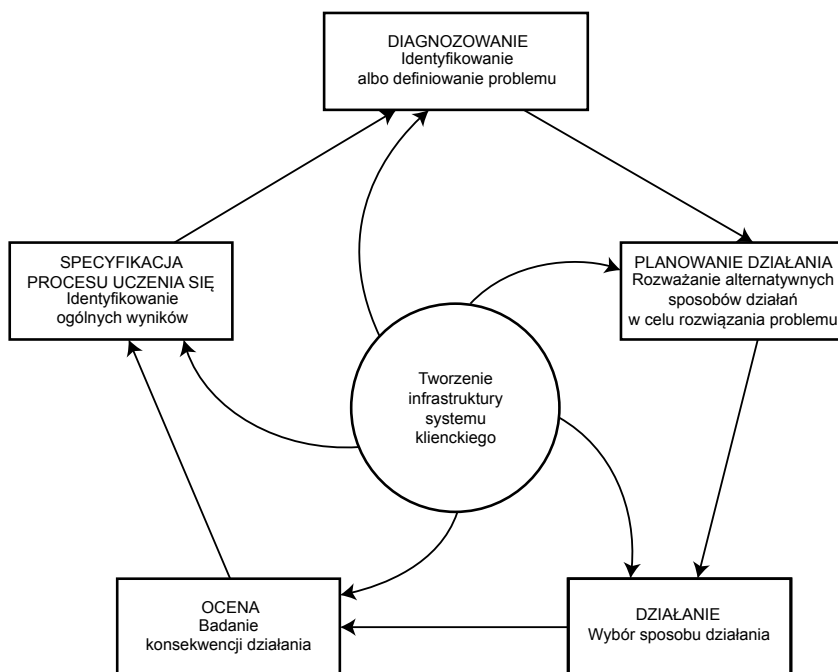 DIAGNOZOWANIE
Identyfikowanie
albo definiowanie problemu
SPECYFIKACJA
PROCESU UCZENIA SIĘ
Identyfikowanie
ogólnych wyników
PLANOWANIE DZIAŁANIA
Rozważanie alternatywnych
sposobów działań
w celu rozwiązania problemu
Tworzenie
infrastruktury
systemu
klienckiego
OCENA
Badanie
konsekwencji działania
DZIAŁANIE
Wybór sposobu działania